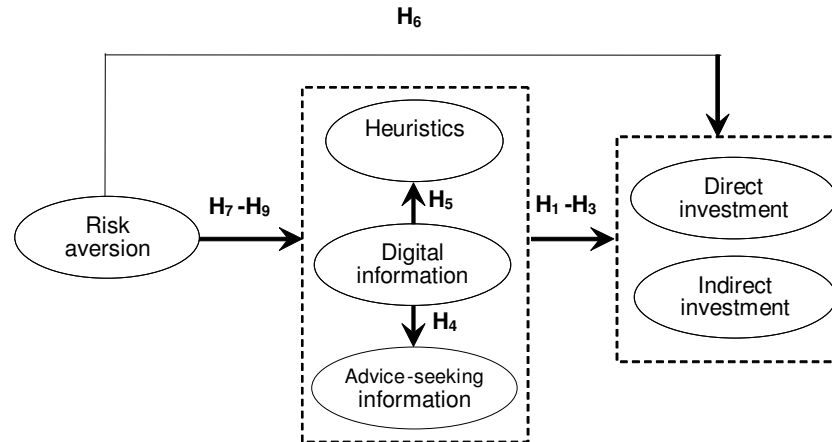 H₆
Heuristics
H₇ -H₉
H₅
H₁ -H₃
Direct
investment
Risk
aversion
Digital
information
Indirect
investment
H₄
Advice-seeking
information